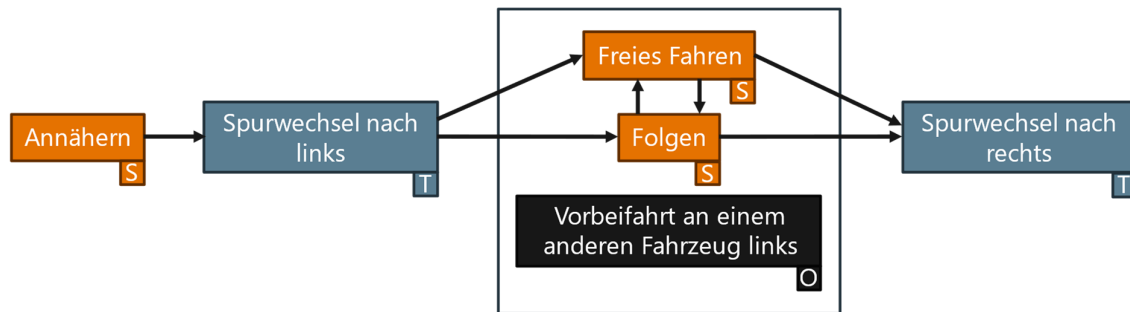 Freies Fahren
S
Annähern
S
Spurwechsel nach
links
T
Folgen
S
Spurwechsel nach
rechts
T
Vorbeifahrt an einem
anderen Fahrzeug links
O